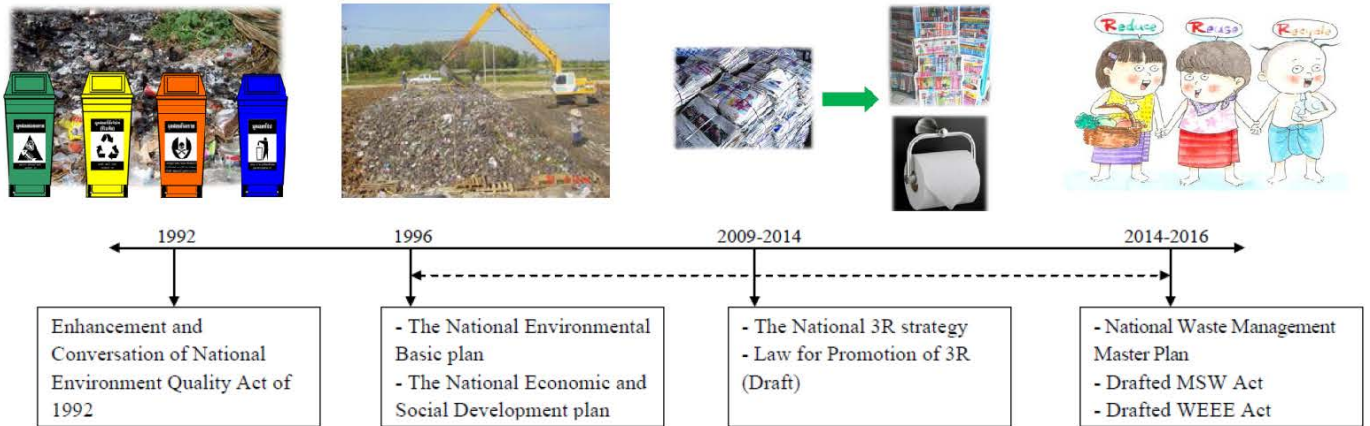 Reduce
Reuse
Recycle
1992
1996
2009-2014
2014-2016
Enhancement and
Conversation of National
Environment Quality Act of
1992
- The National Environmental
Basic plan
- The National Economic and
Social Development plan
- The National 3R strategy
- Law for Promotion of 3R
(Draft)
- National Waste Management
Master Plan
- Drafted MSW Act
- Drafted WEEE Act